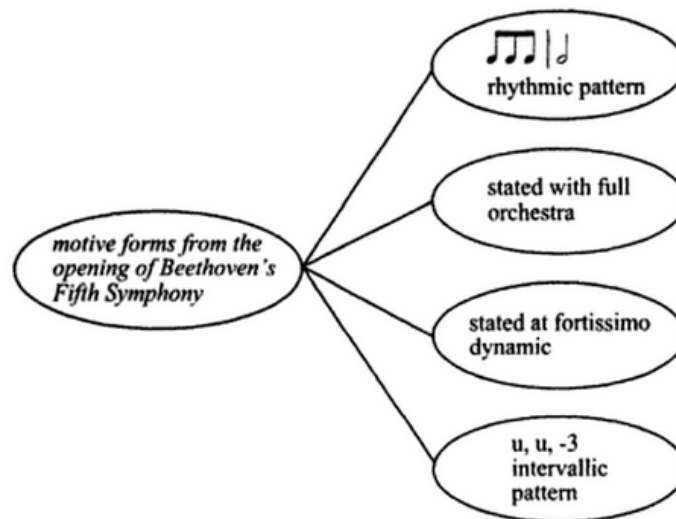 rhythmic pattern
stated with full
orchestra
motive forms from the
opening of Beethoven's
Fifth Symphony
stated at fortissimo
dynamic
u, u, -3
intervallic
pattern